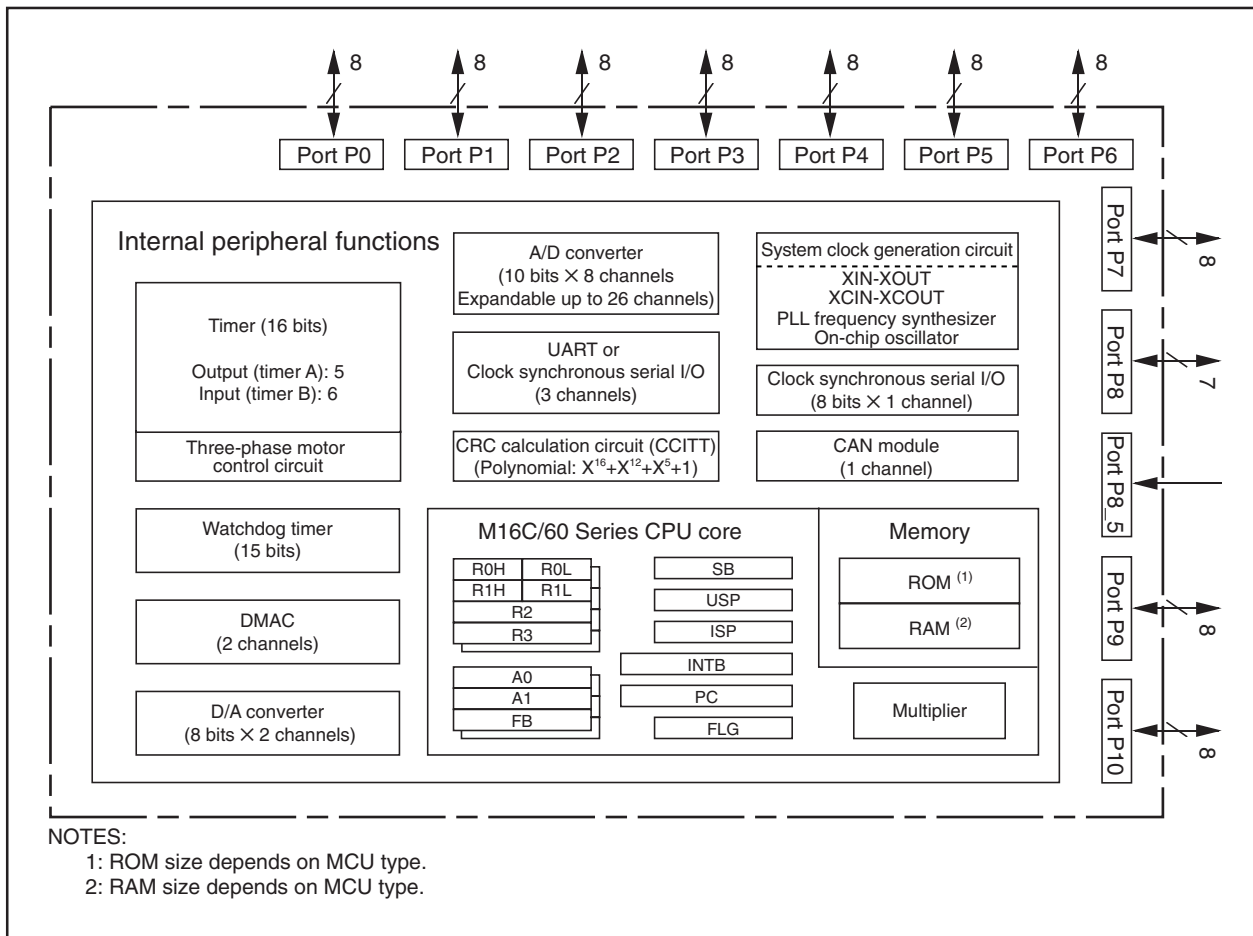 8 8 8 8 8 8 8
Port P0 Port P1 Port P2 Port P3 Port P4 Port P5 Port P6
Internal peripheral functions
Timer (16 bits)
Output (timer A): 5
Input (timer B): 6
Three-phase motor
control circuit
Watchdog timer
(15 bits)
DMAC
(2 channels)
D/A converter
(8 bits × 2 channels)
A/D converter
(10 bits × 8 channels
Expandable up to 26 channels)
UART or
Clock synchronous serial I/O
(3 channels)
CRC calculation circuit (CCITT)
(Polynomial: X¹⁶+X¹²+X⁵+1)
System clock generation circuit
XIN-XOUT
XCIN-XCOUT
PLL frequency synthesizer
On-chip oscillator
Clock synchronous serial I/O
(8 bits × 1 channel)
CAN module
(1 channel)
M16C/60 Series CPU core
R0H R0L
R1H R1L
R2
R3
A0
A1
FB
SB
USP
ISP
INTB
PC
FLG
Memory
ROM ⁽¹⁾
RAM ⁽²⁾
Multiplier
Port P7
8
Port P8
7
Port P8_5
Port P9
8
Port P10
8
NOTES:
1: ROM size depends on MCU type.
2: RAM size depends on MCU type.